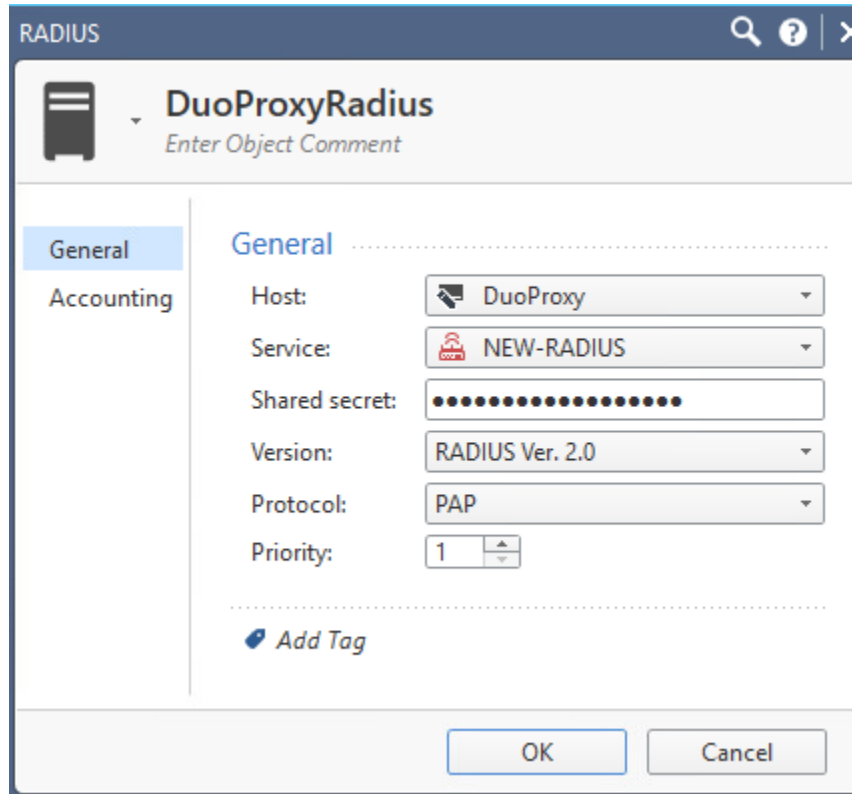 RADIUS
DuoProxyRadius
Enter Object Comment
General
Accounting
General
Host: DuoProxy
Service: NEW-RADIUS
Shared secret: ••••••••••••••••••
Version: RADIUS Ver. 2.0
Protocol: PAP
Priority: 1
Add Tag
OK Cancel